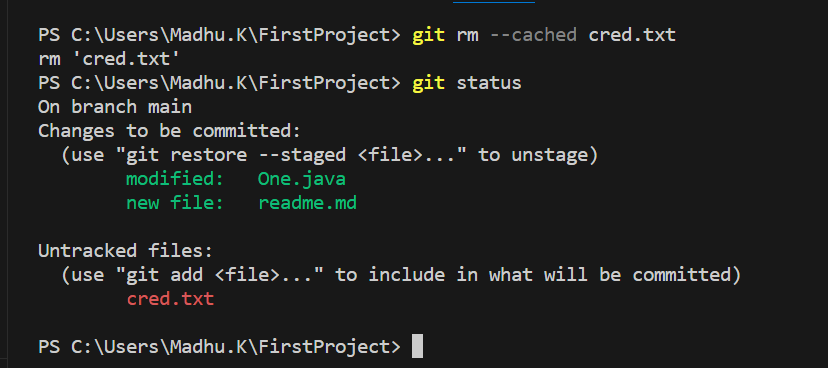 PS C:\Users\Madhu.K\FirstProject> git rm --cached cred.txt
rm 'cred.txt'
PS C:\Users\Madhu.K\FirstProject> git status
On branch main
Changes to be committed:
  (use "git restore --staged <file>..." to unstage)
        modified:   One.java
        new file:   readme.md

Untracked files:
  (use "git add <file>..." to include in what will be committed)
        cred.txt

PS C:\Users\Madhu.K\FirstProject>